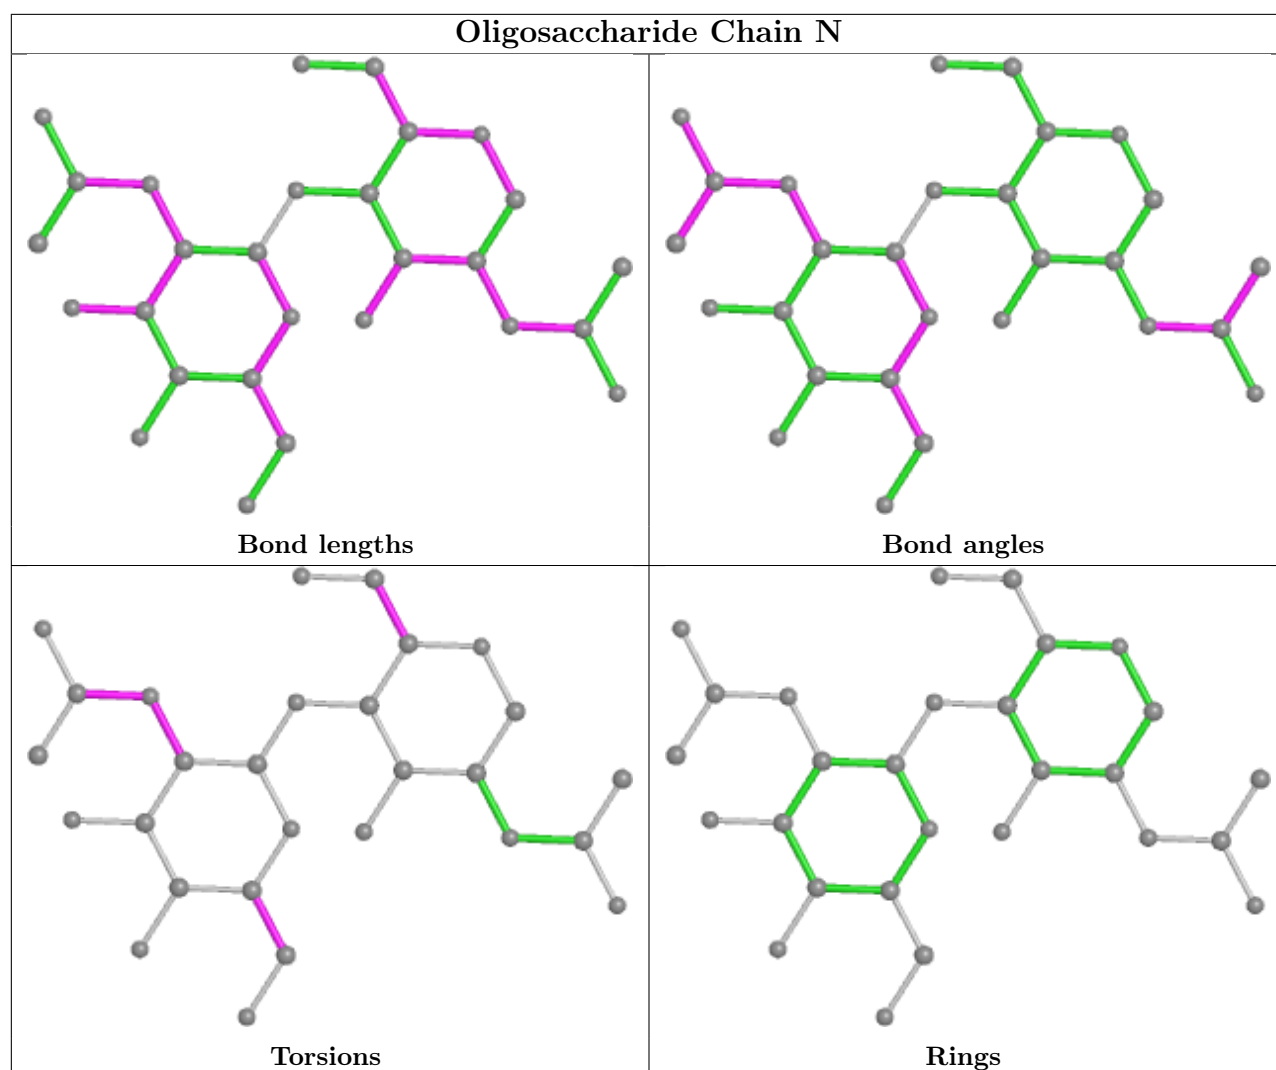 Oligosaccharide Chain N
Bond lengths
Bond angles
Torsions
Rings